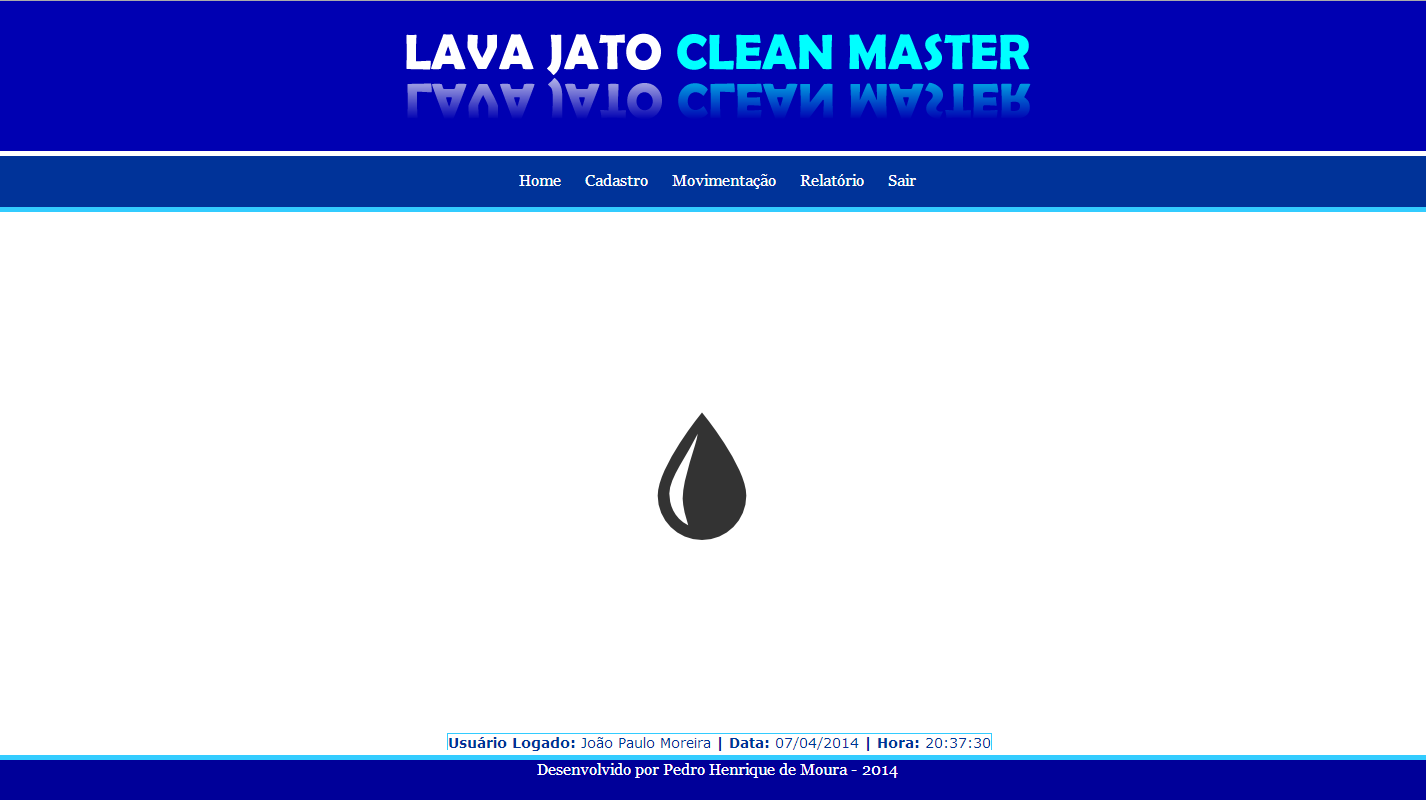 LAVA JATO CLEAN MASTER
Home Cadastro Movimentação Relatório Sair
Usuário Logado: João Paulo Moreira | Data: 07/04/2014 | Hora: 20:37:30
Desenvolvido por Pedro Henrique de Moura - 2014